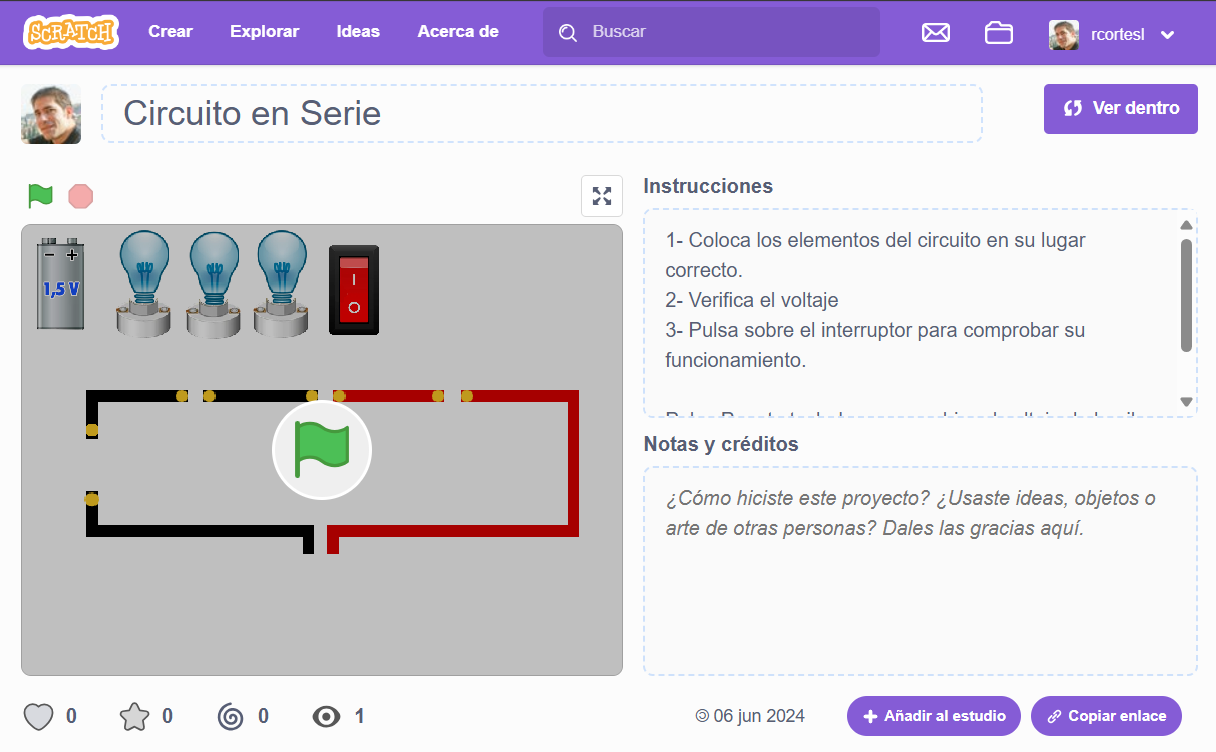 SCRATCH
Crear
Explorar
Ideas
Acerca de
Buscar
rcortesl
Circuito en Serie
Ver dentro
1,5 V
I
O
Instrucciones
1- Coloca los elementos del circuito en su lugar
correcto.
2- Verifica el voltaje
3- Pulsa sobre el interruptor para comprobar su
funcionamiento.
Notas y créditos
¿Cómo hiciste este proyecto? ¿Usaste ideas, objetos o
arte de otras personas? Dales las gracias aquí.
0
0
0
1
06 jun 2024
Añadir al estudio
Copiar enlace